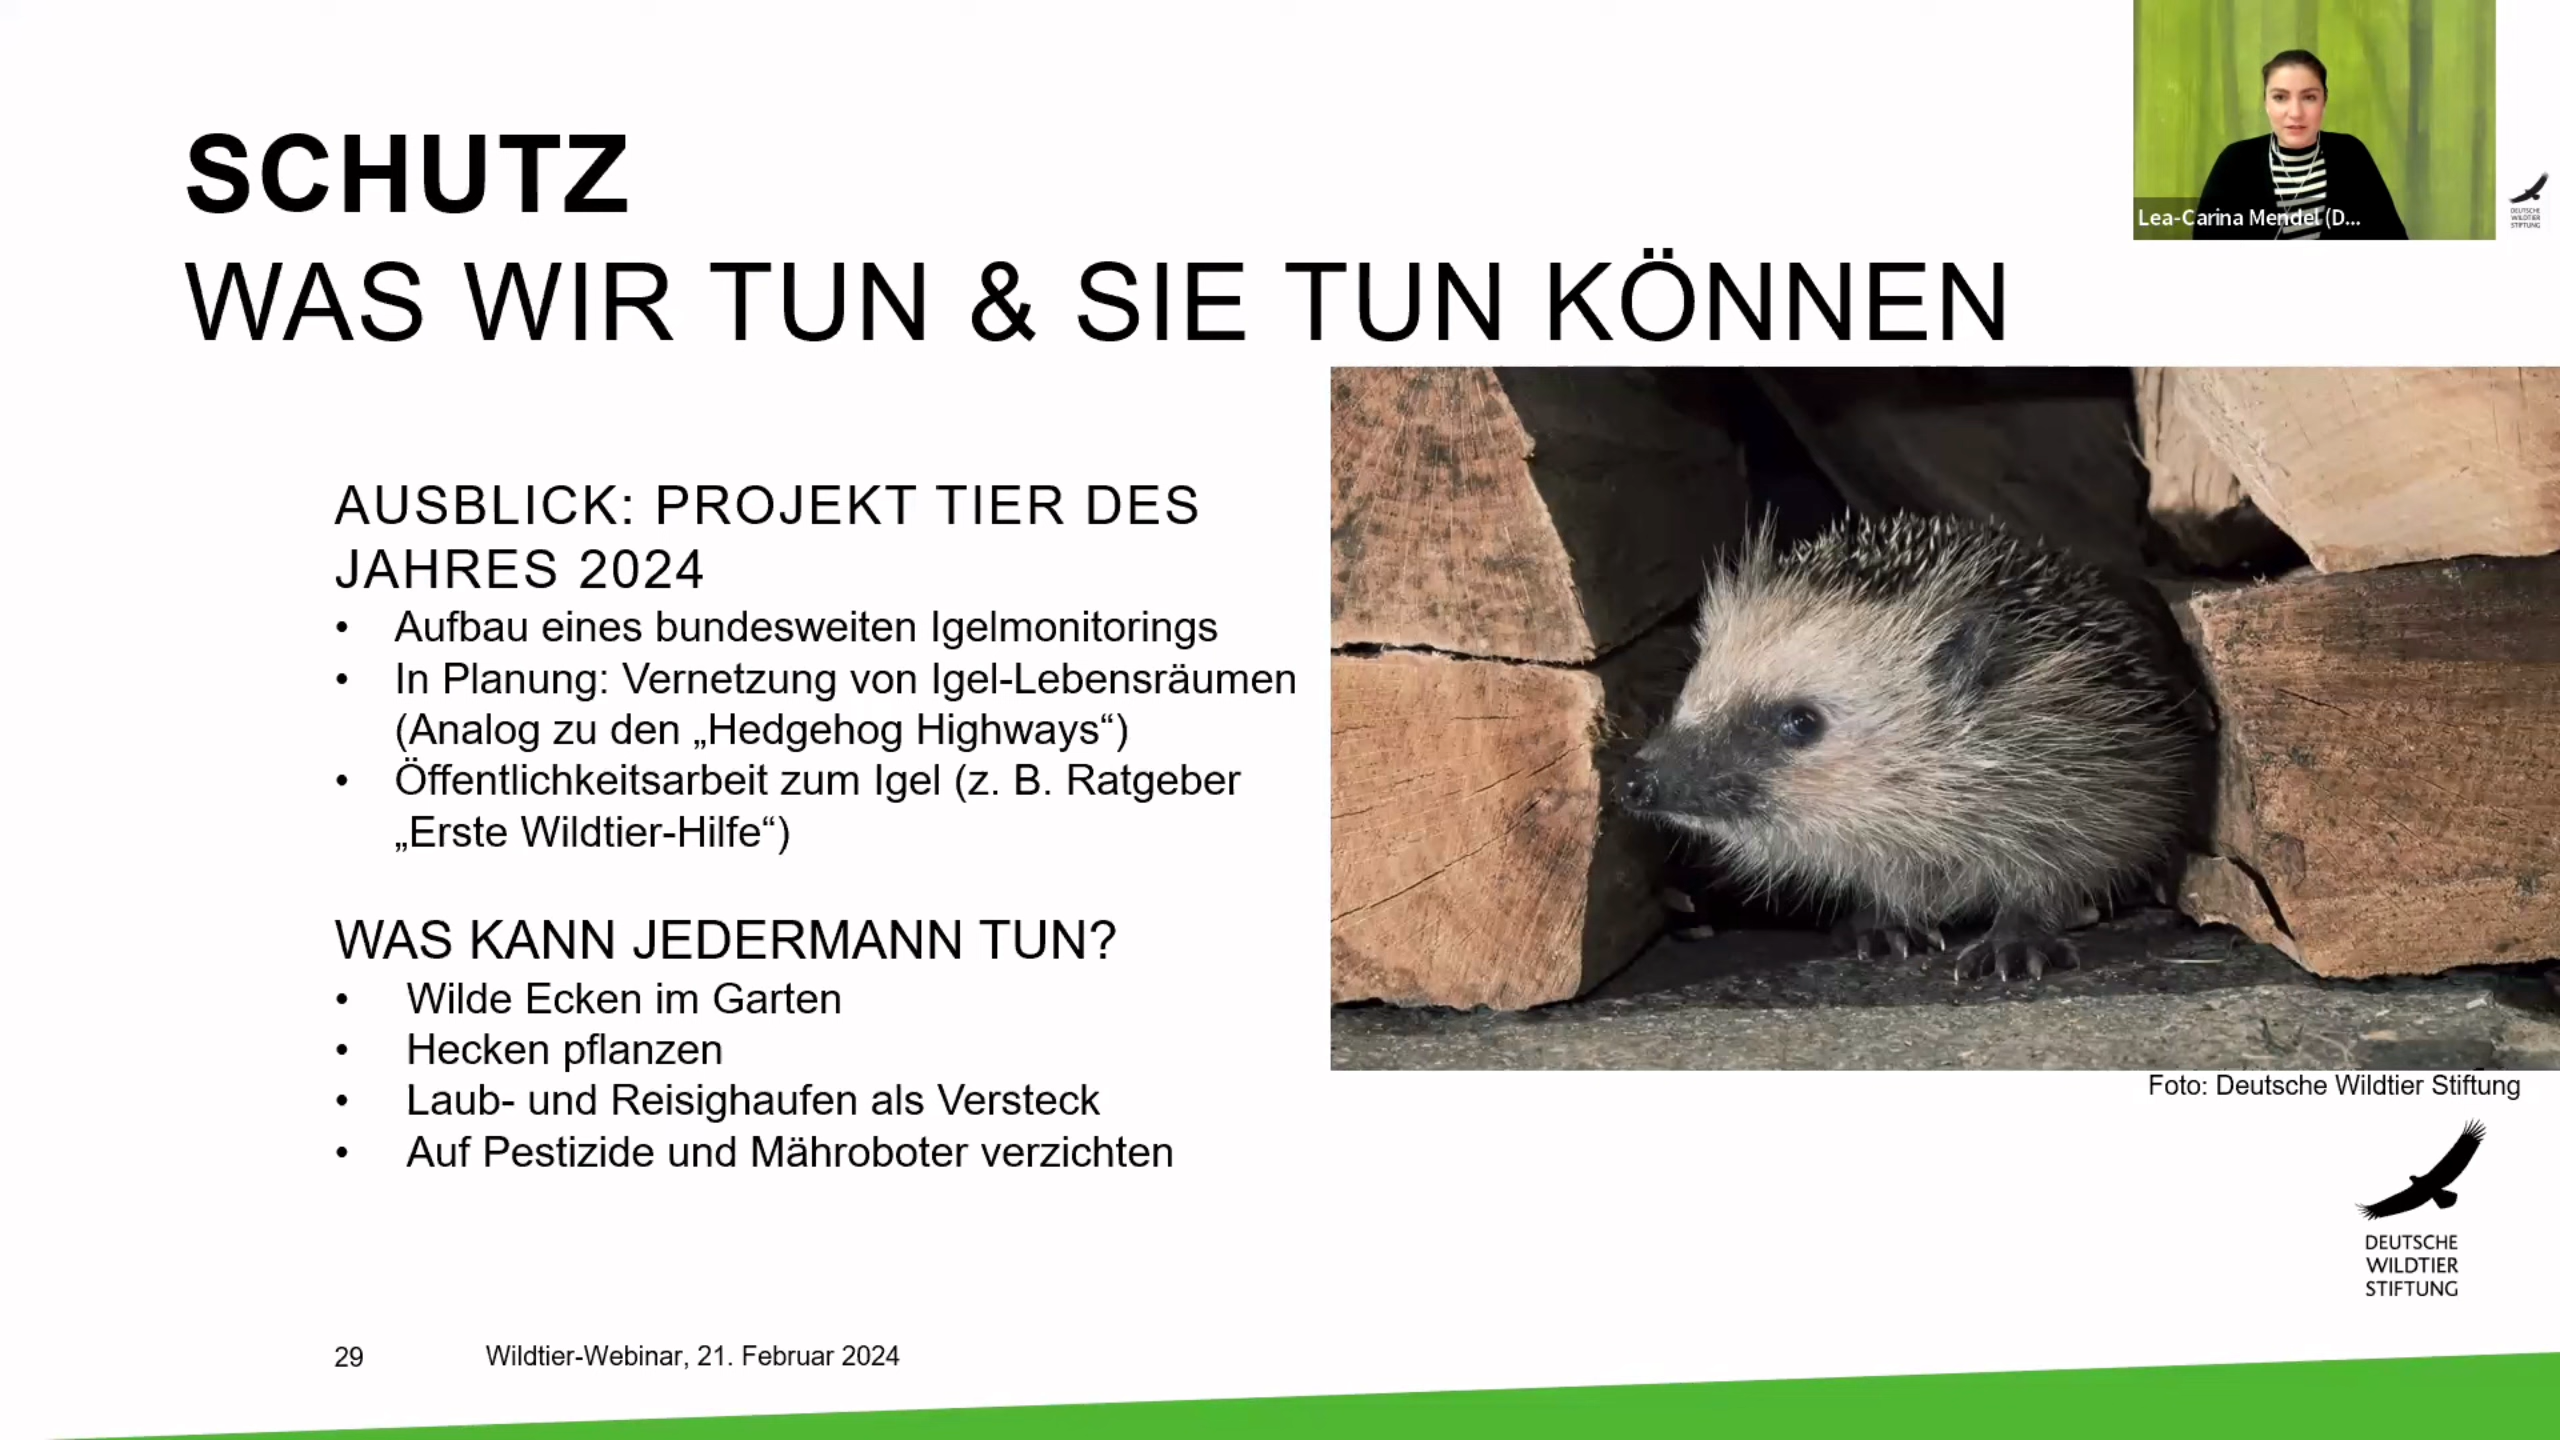 SCHUTZ
WAS WIR TUN & SIE TUN KÖNNEN
Lea-Carina Mendel (D...
DEUTSCHE
WILDTIER
STIFTUNG
AUSBLICK: PROJEKT TIER DES
JAHRES 2024
• Aufbau eines bundesweiten Igelmonitorings
• In Planung: Vernetzung von Igel-Lebensräumen
(Analog zu den „Hedgehog Highways“)
• Öffentlichkeitsarbeit zum Igel (z. B. Ratgeber
„Erste Wildtier-Hilfe“)
WAS KANN JEDERMANN TUN?
• Wilde Ecken im Garten
• Hecken pflanzen
• Laub- und Reisighaufen als Versteck
• Auf Pestizide und Mähroboter verzichten
Foto: Deutsche Wildtier Stiftung
DEUTSCHE
WILDTIER
STIFTUNG
29 Wildtier-Webinar, 21. Februar 2024